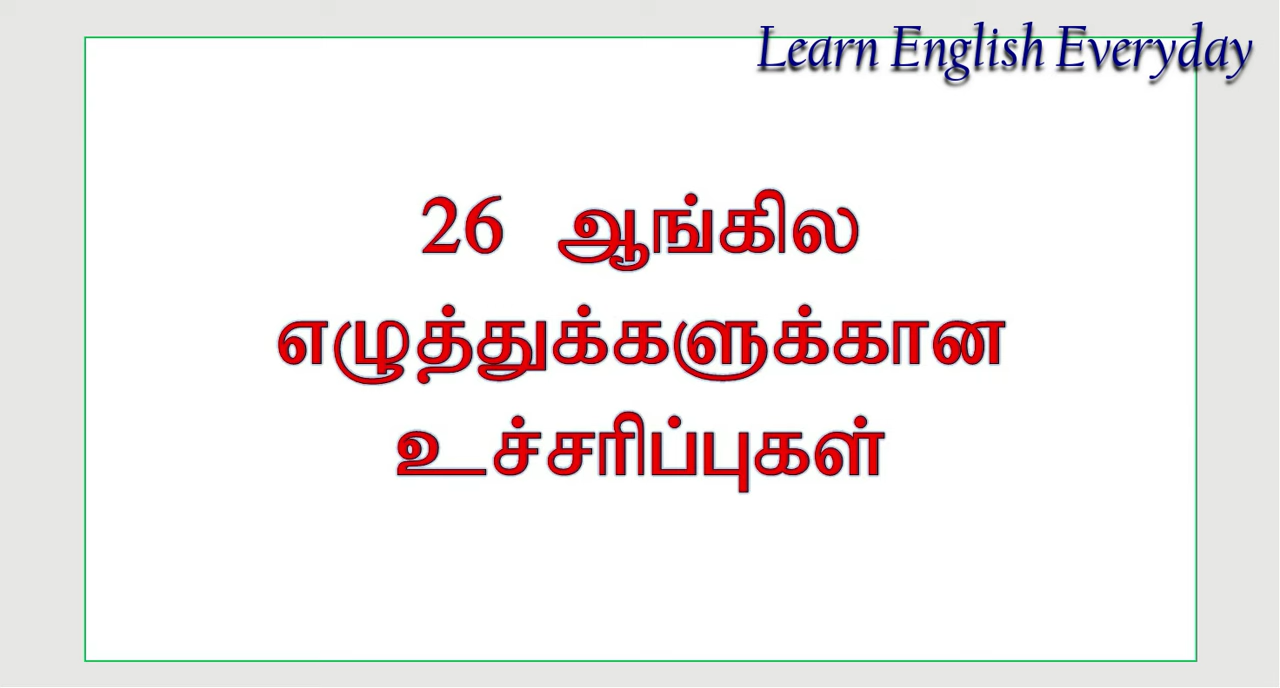 Learn English Everyday
26 ஆங்கில
எழுத்துக்களுக்கான
உச்சரிப்புகள்